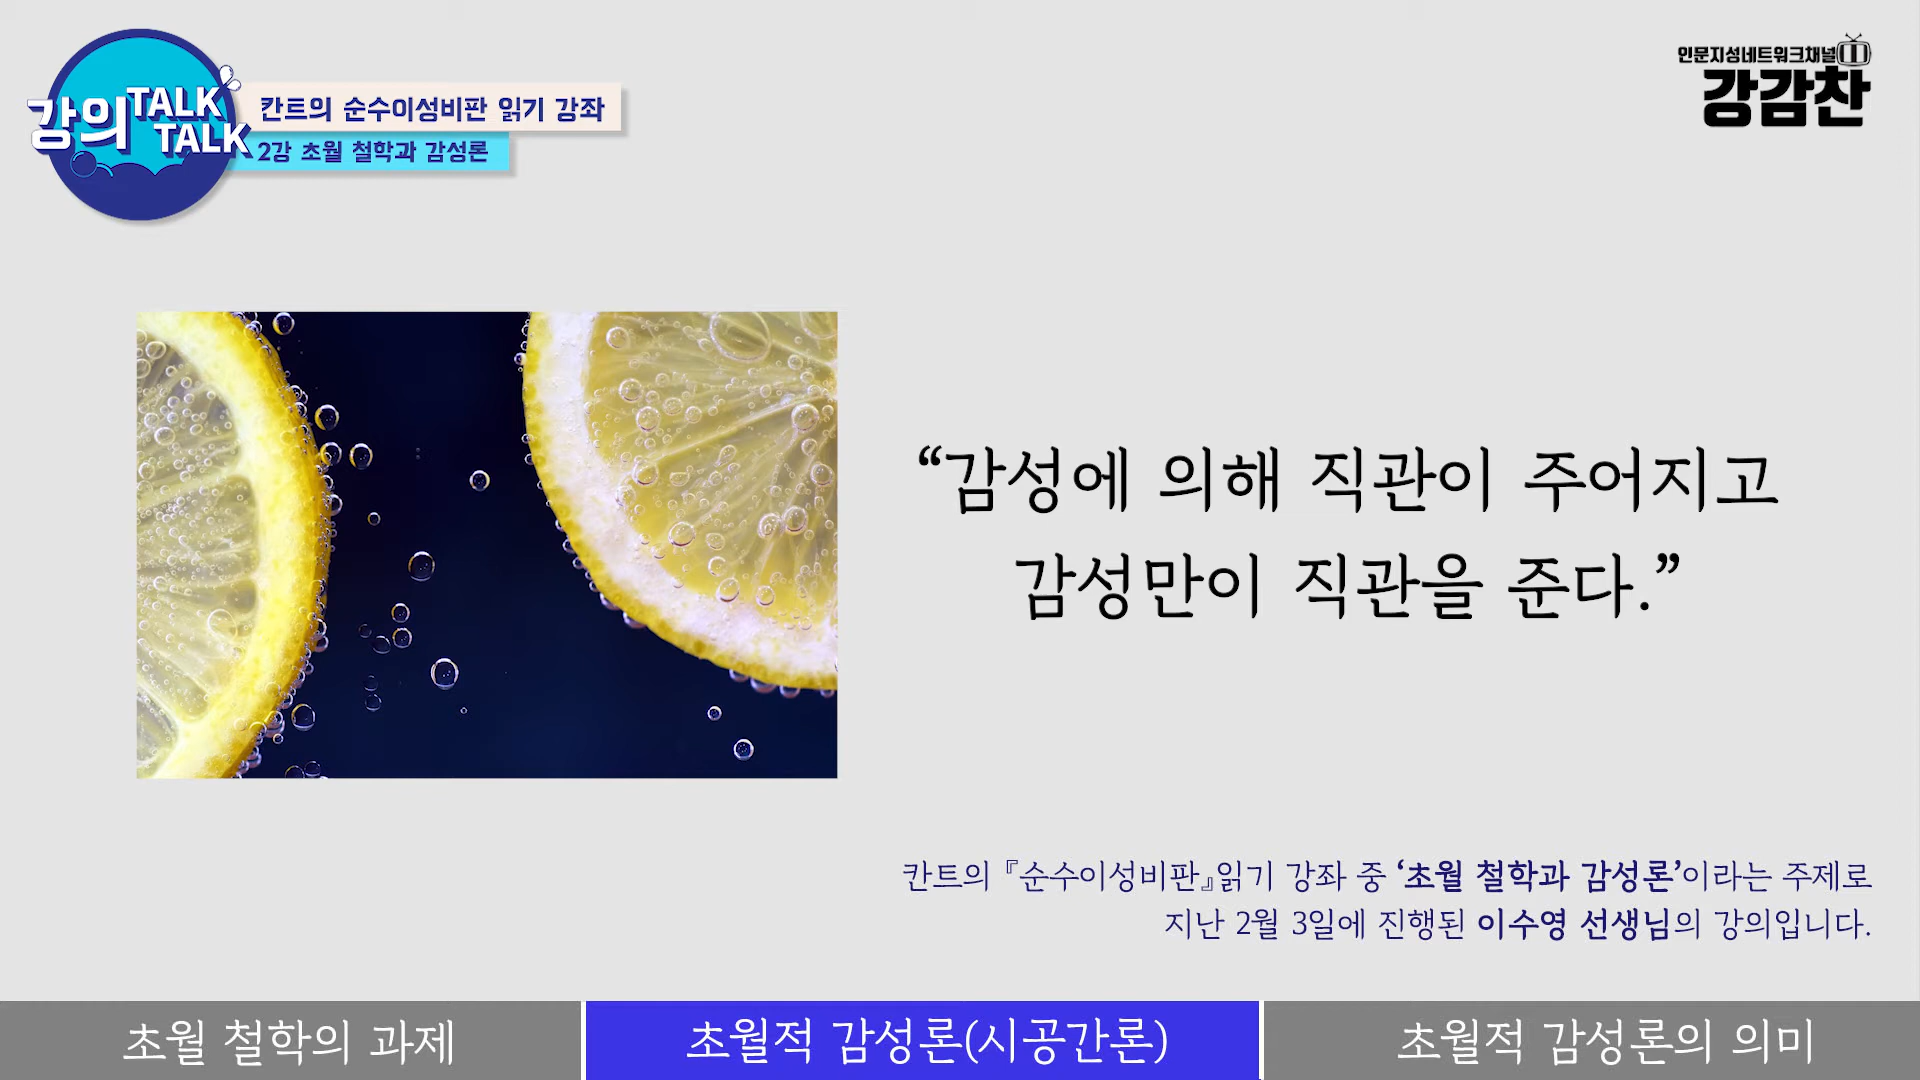 강의 TALK TALK
칸트의 순수이성비판 읽기 강좌
2강 초월 철학과 감성론
인문지성네트워크채널
강감찬
“감성에 의해 직관이 주어지고
감성만이 직관을 준다.”
칸트의 『순수이성비판』읽기 강좌 중 ‘초월 철학과 감성론’이라는 주제로
지난 2월 3일에 진행된 이수영 선생님의 강의입니다.
초월 철학의 과제
초월적 감성론(시공간론)
초월적 감성론의 의미